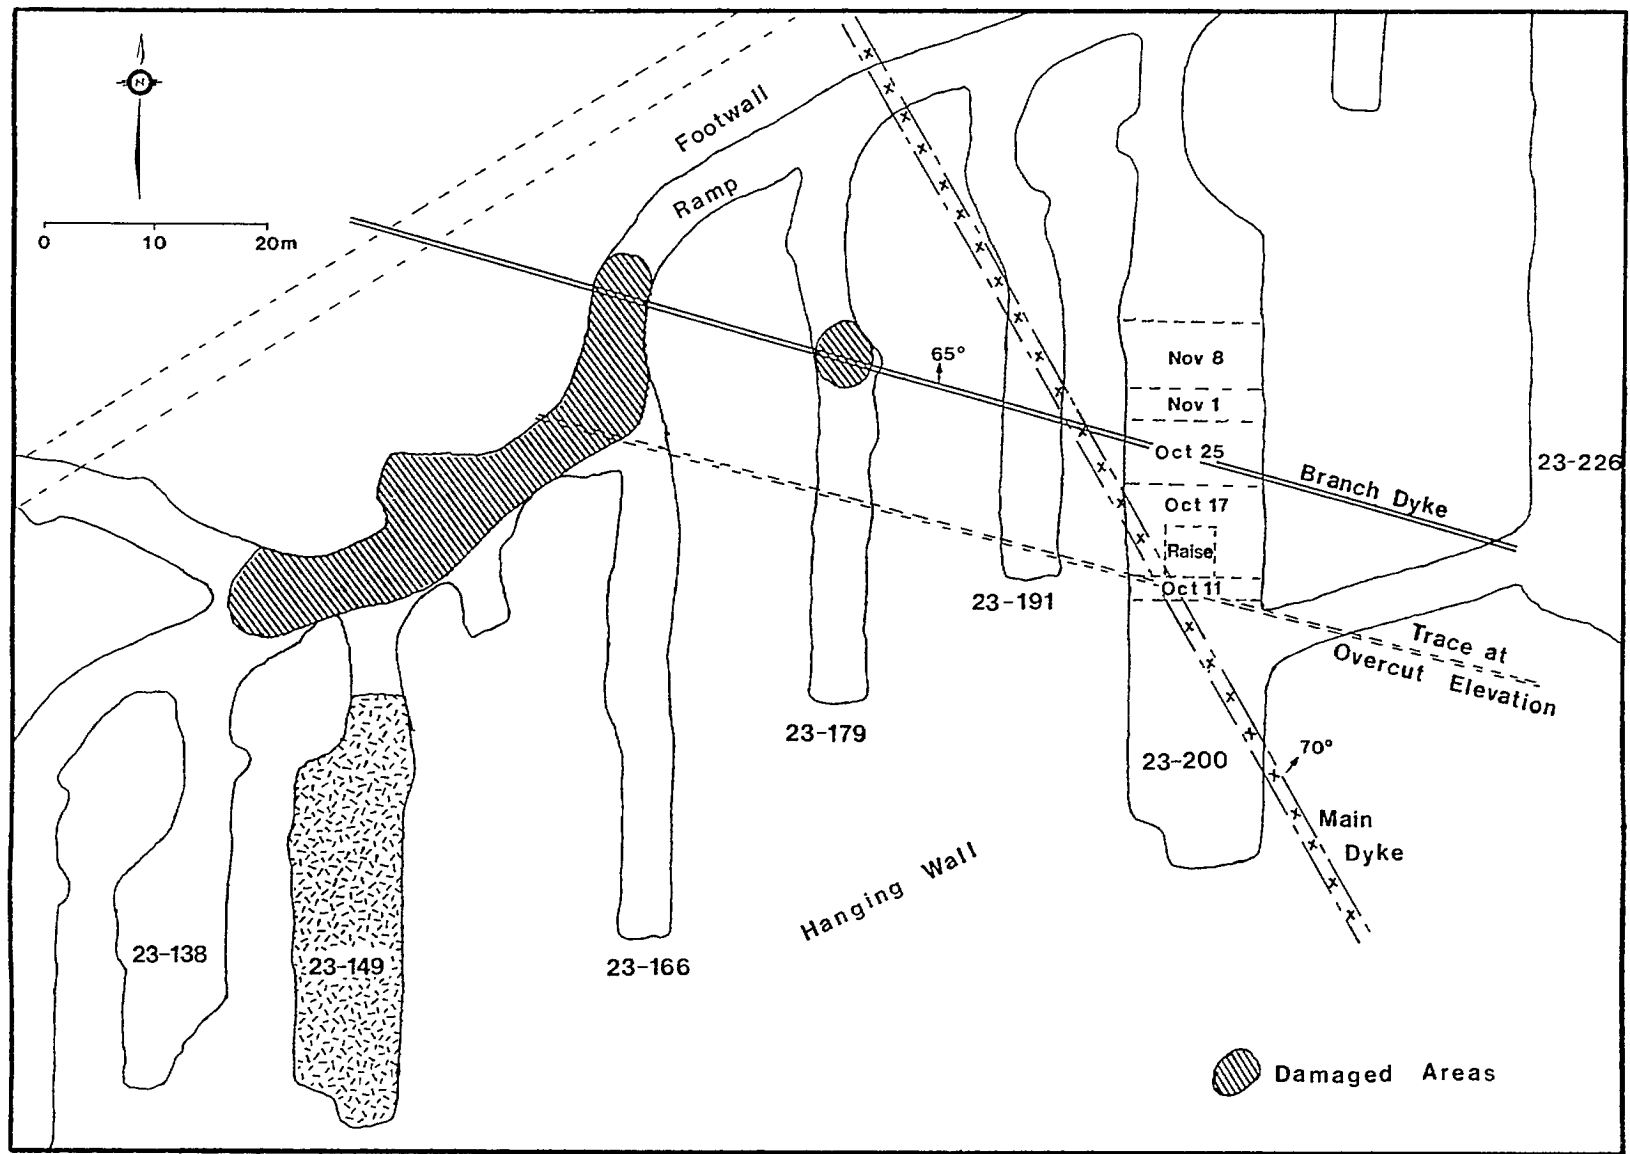 N
0 10 20m
Footwall
Ramp
65°
Nov 8
Nov 1
Oct 25
Oct 17
Raise
Oct 11
23-226
Branch Dyke
23-191
Trace at
Overcut Elevation
23-179
23-200
70°
Main
Dyke
Hanging Wall
23-138
23-149
23-166
Damaged Areas